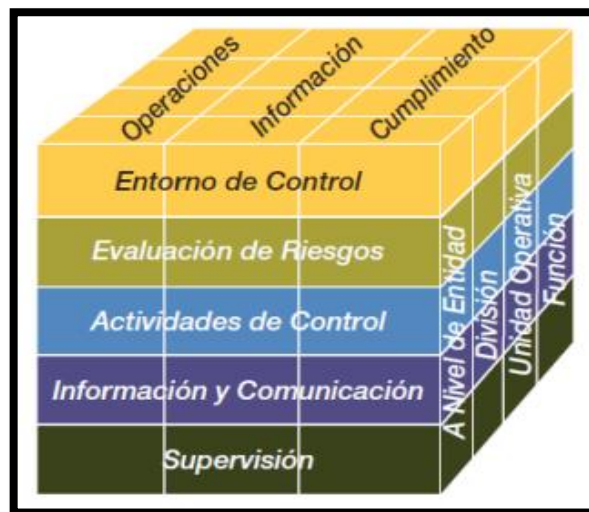 Operaciones
Información
Cumplimiento
Entorno de Control
Evaluación de Riesgos
Actividades de Control
Información y Comunicación
Supervisión
A Nivel de Entidad
División
Unidad Operativa
Función